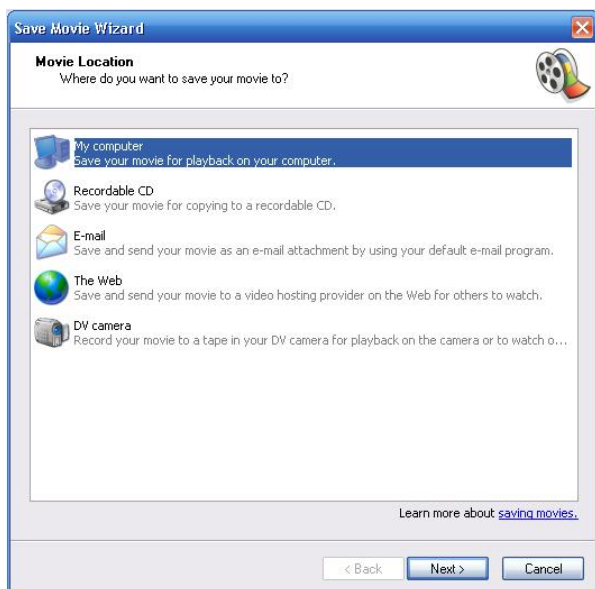 Save Movie Wizard
Movie Location
Where do you want to save your movie to?
My computer
Save your movie for playback on your computer.
Recordable CD
Save your movie for copying to a recordable CD.
E-mail
Save and send your movie as an e-mail attachment by using your default e-mail program.
The Web
Save and send your movie to a video hosting provider on the Web for others to watch.
DV camera
Record your movie to a tape in your DV camera for playback on the camera or to watch o...
Learn more about saving movies.
< Back Next > Cancel